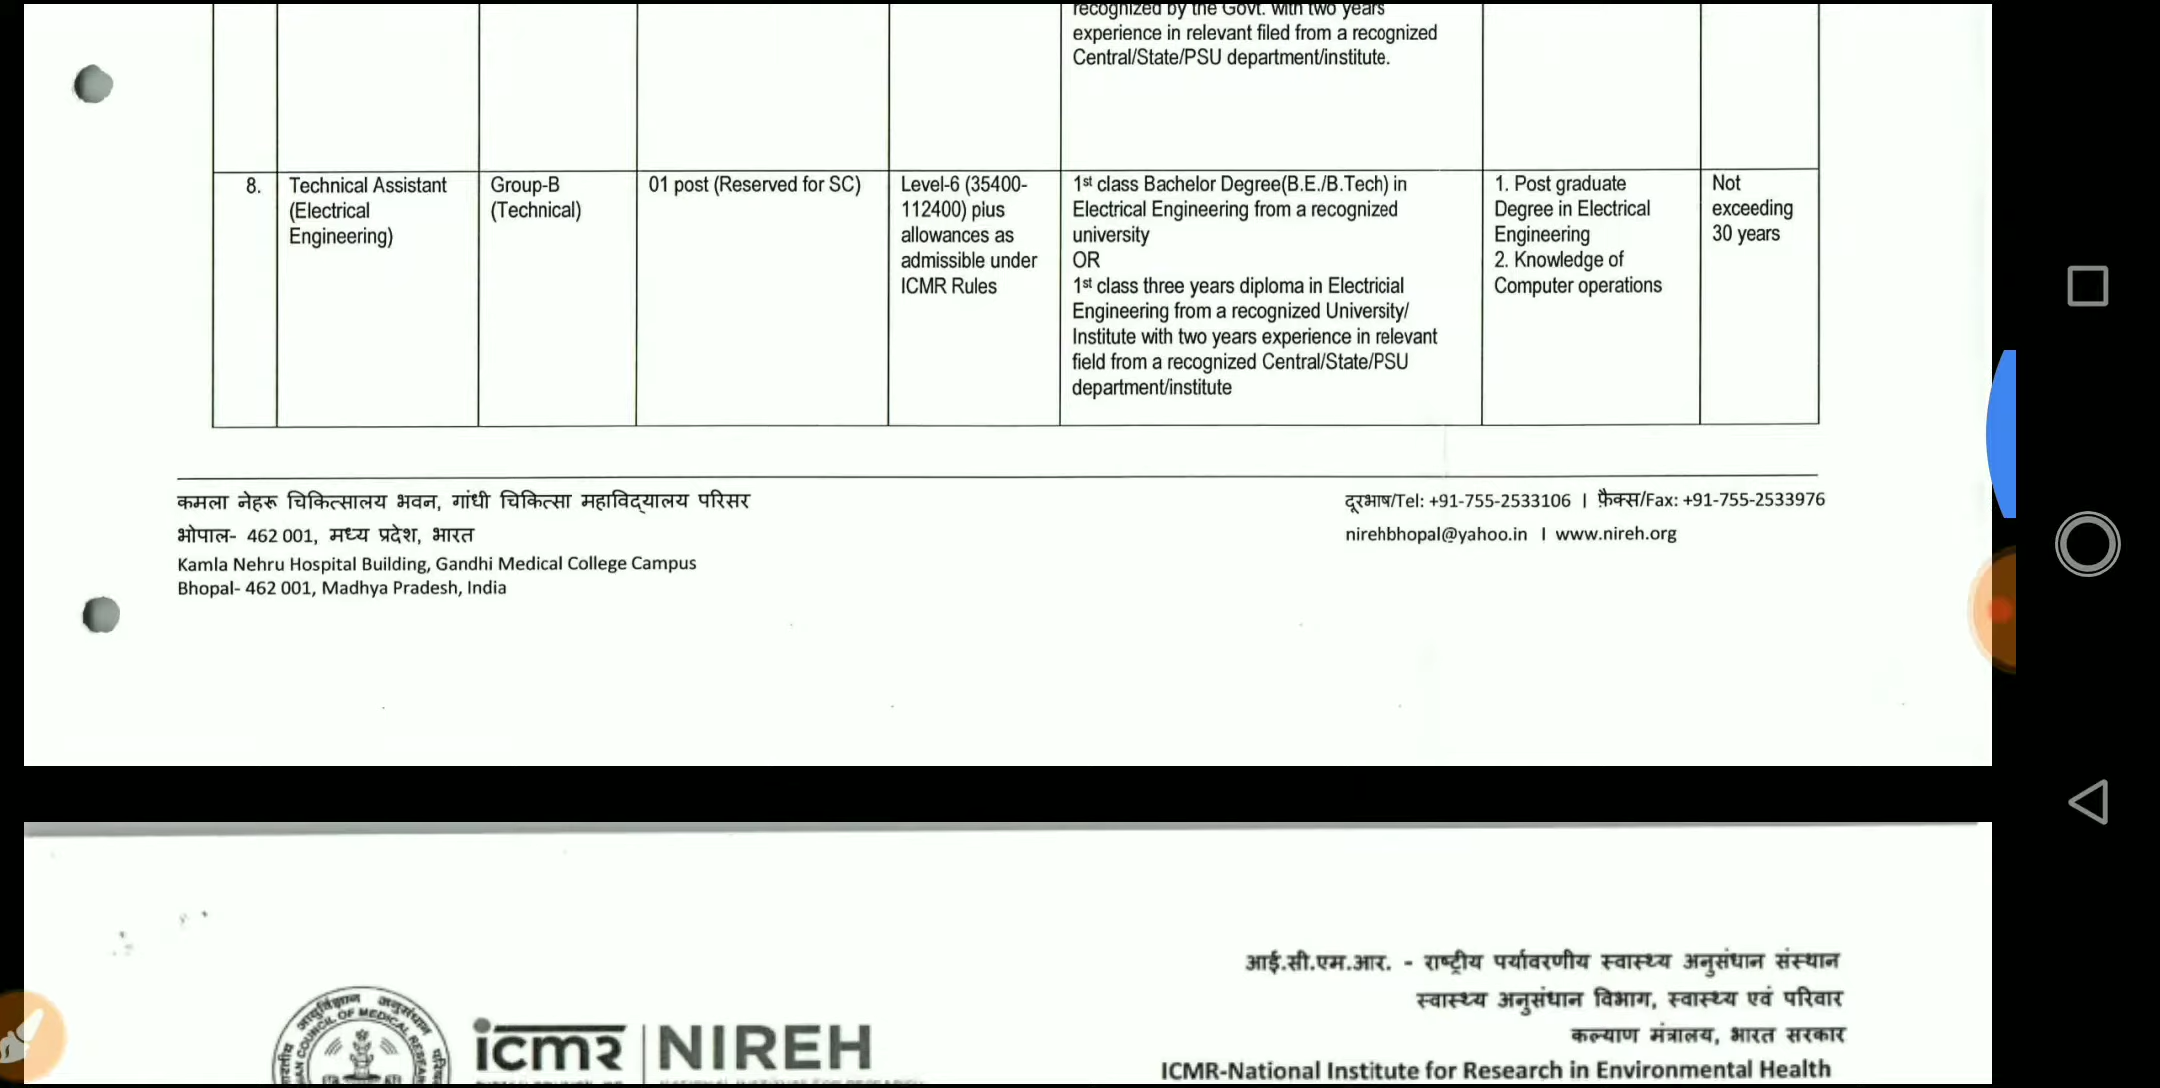 recognized by the Govt. with two years
experience in relevant filed from a recognized
Central/State/PSU department/institute.
8.
Technical Assistant
(Electrical
Engineering)
Group-B
(Technical)
01 post (Reserved for SC)
Level-6 (35400-
112400) plus
allowances as
admissible under
ICMR Rules
1st class Bachelor Degree(B.E./B.Tech) in
Electrical Engineering from a recognized
university
OR
1st class three years diploma in Electricial
Engineering from a recognized University/
Institute with two years experience in relevant
field from a recognized Central/State/PSU
department/institute
1. Post graduate
Degree in Electrical
Engineering
2. Knowledge of
Computer operations
Not
exceeding
30 years
कमला नेहरू चिकित्सालय भवन, गांधी चिकित्सा महाविद्यालय परिसर
भोपाल- 462 001, मध्य प्रदेश, भारत
Kamla Nehru Hospital Building, Gandhi Medical College Campus
Bhopal- 462 001, Madhya Pradesh, India
दूरभाष/Tel: +91-755-2533106 I फ़ैक्स/Fax: +91-755-2533976
nirehbhopal@yahoo.in I www.nireh.org
आई.सी.एम.आर. - राष्ट्रीय पर्यावरणीय स्वास्थ्य अनुसंधान संस्थान
स्वास्थ्य अनुसंधान विभाग, स्वास्थ्य एवं परिवार
कल्याण मंत्रालय, भारत सरकार
ICMR-National Institute for Research in Environmental Health
icmr NIREH